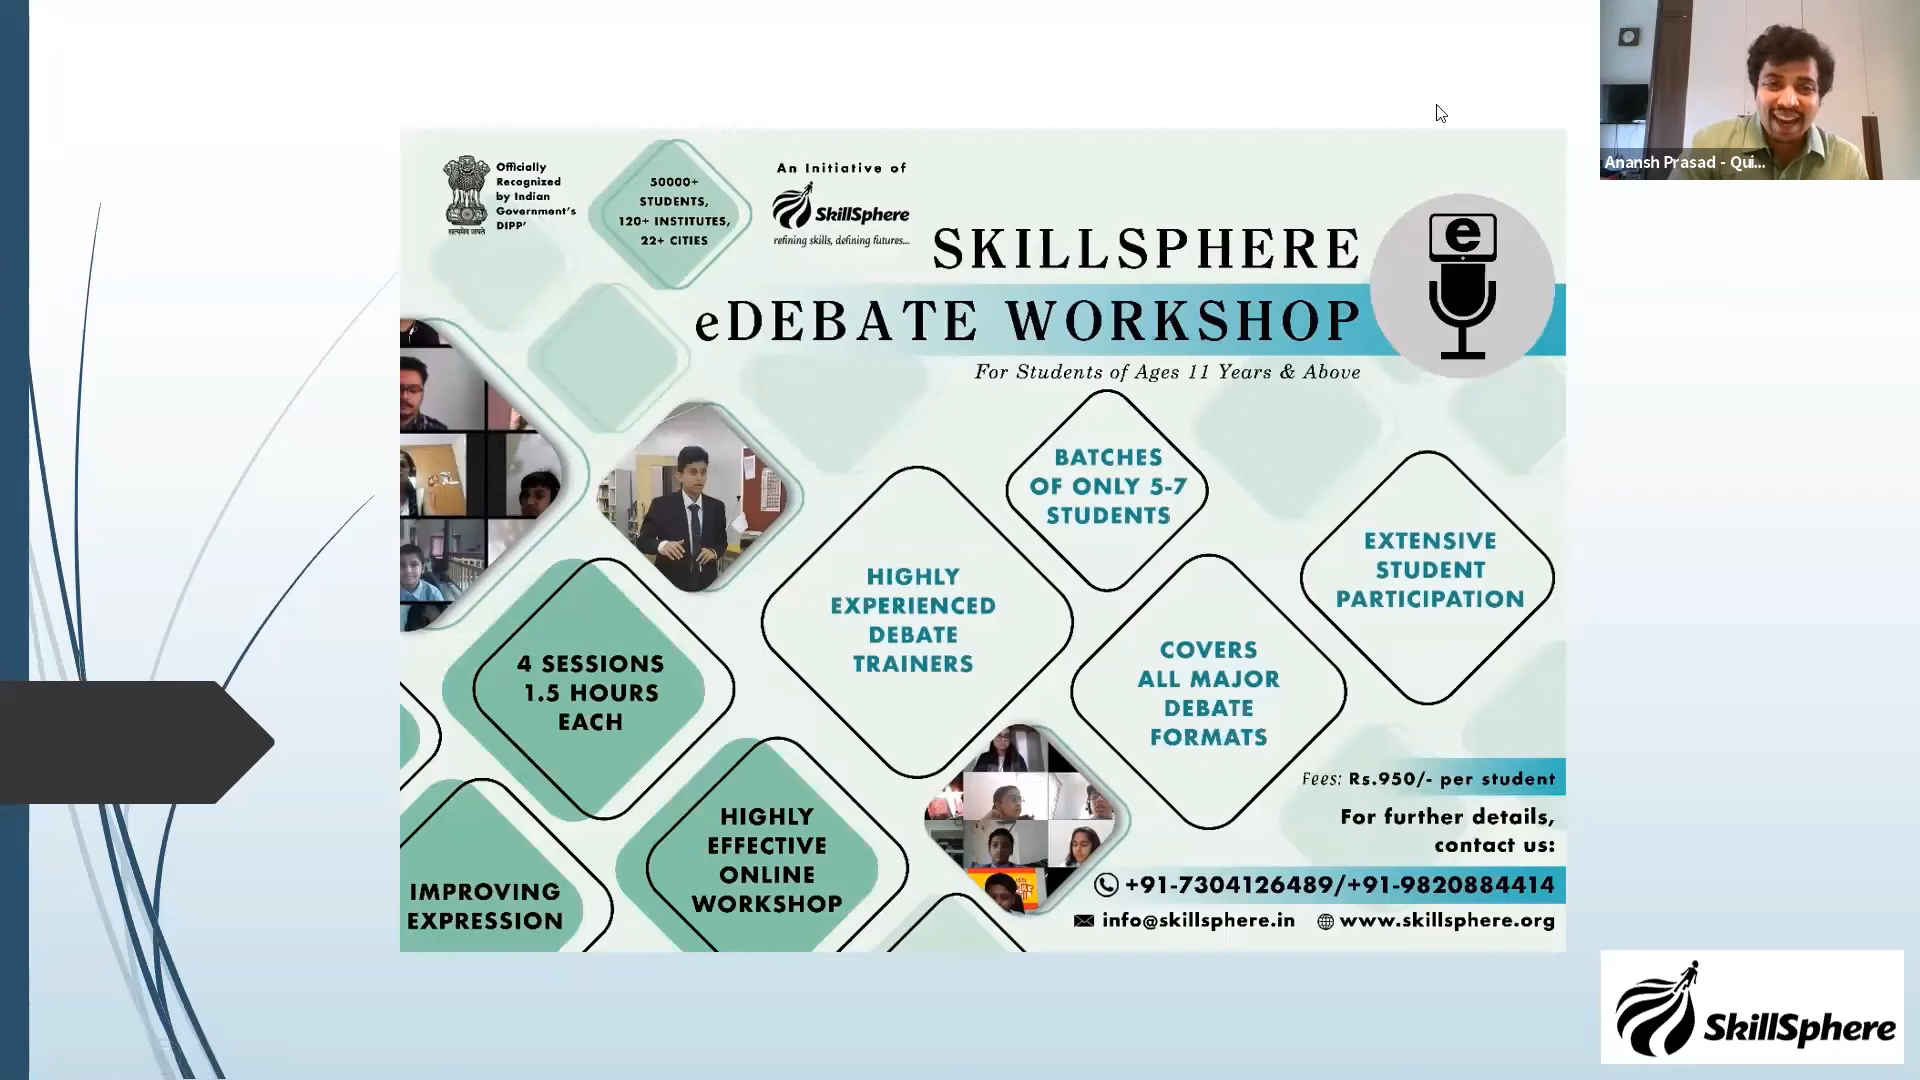 Officially
Recognized
by Indian
Government's
DIPP'
सत्यमेव जयते
50000+
STUDENTS,
120+ INSTITUTES,
22+ CITIES
An Initiative of
SkillSphere
refining skills, defining futures...
SKILLSPHERE
eDEBATE WORKSHOP
For Students of Ages 11 Years & Above
e
BATCHES
OF ONLY 5-7
STUDENTS
EXTENSIVE
STUDENT
PARTICIPATION
HIGHLY
EXPERIENCED
DEBATE
TRAINERS
COVERS
ALL MAJOR
DEBATE
FORMATS
4 SESSIONS
1.5 HOURS
EACH
HIGHLY
EFFECTIVE
ONLINE
WORKSHOP
IMPROVING
EXPRESSION
Fees: Rs.950/- per student
For further details,
contact us:
+91-7304126489/+91-9820884414
info@skillsphere.in www.skillsphere.org
Anansh Prasad - Qui...
SkillSphere